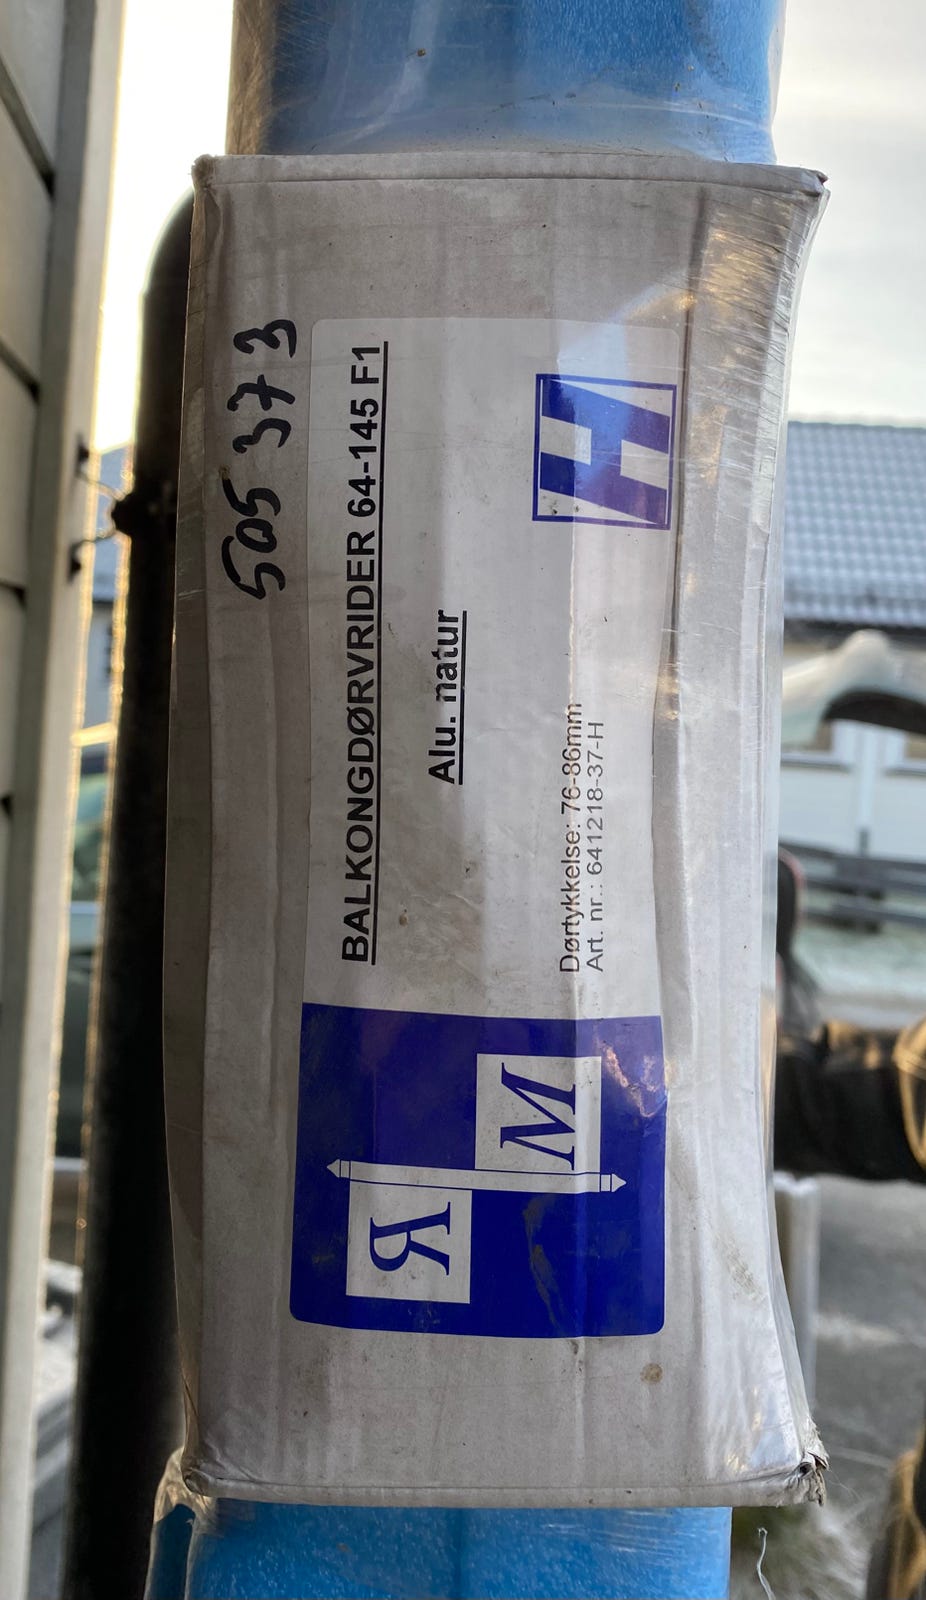 505 373
BALKONGDØRVRIDER 64-145 F1
Alu. natur
H
Dørtykkelse: 76-86mm
Art. nr.: 641218-37-H
R M